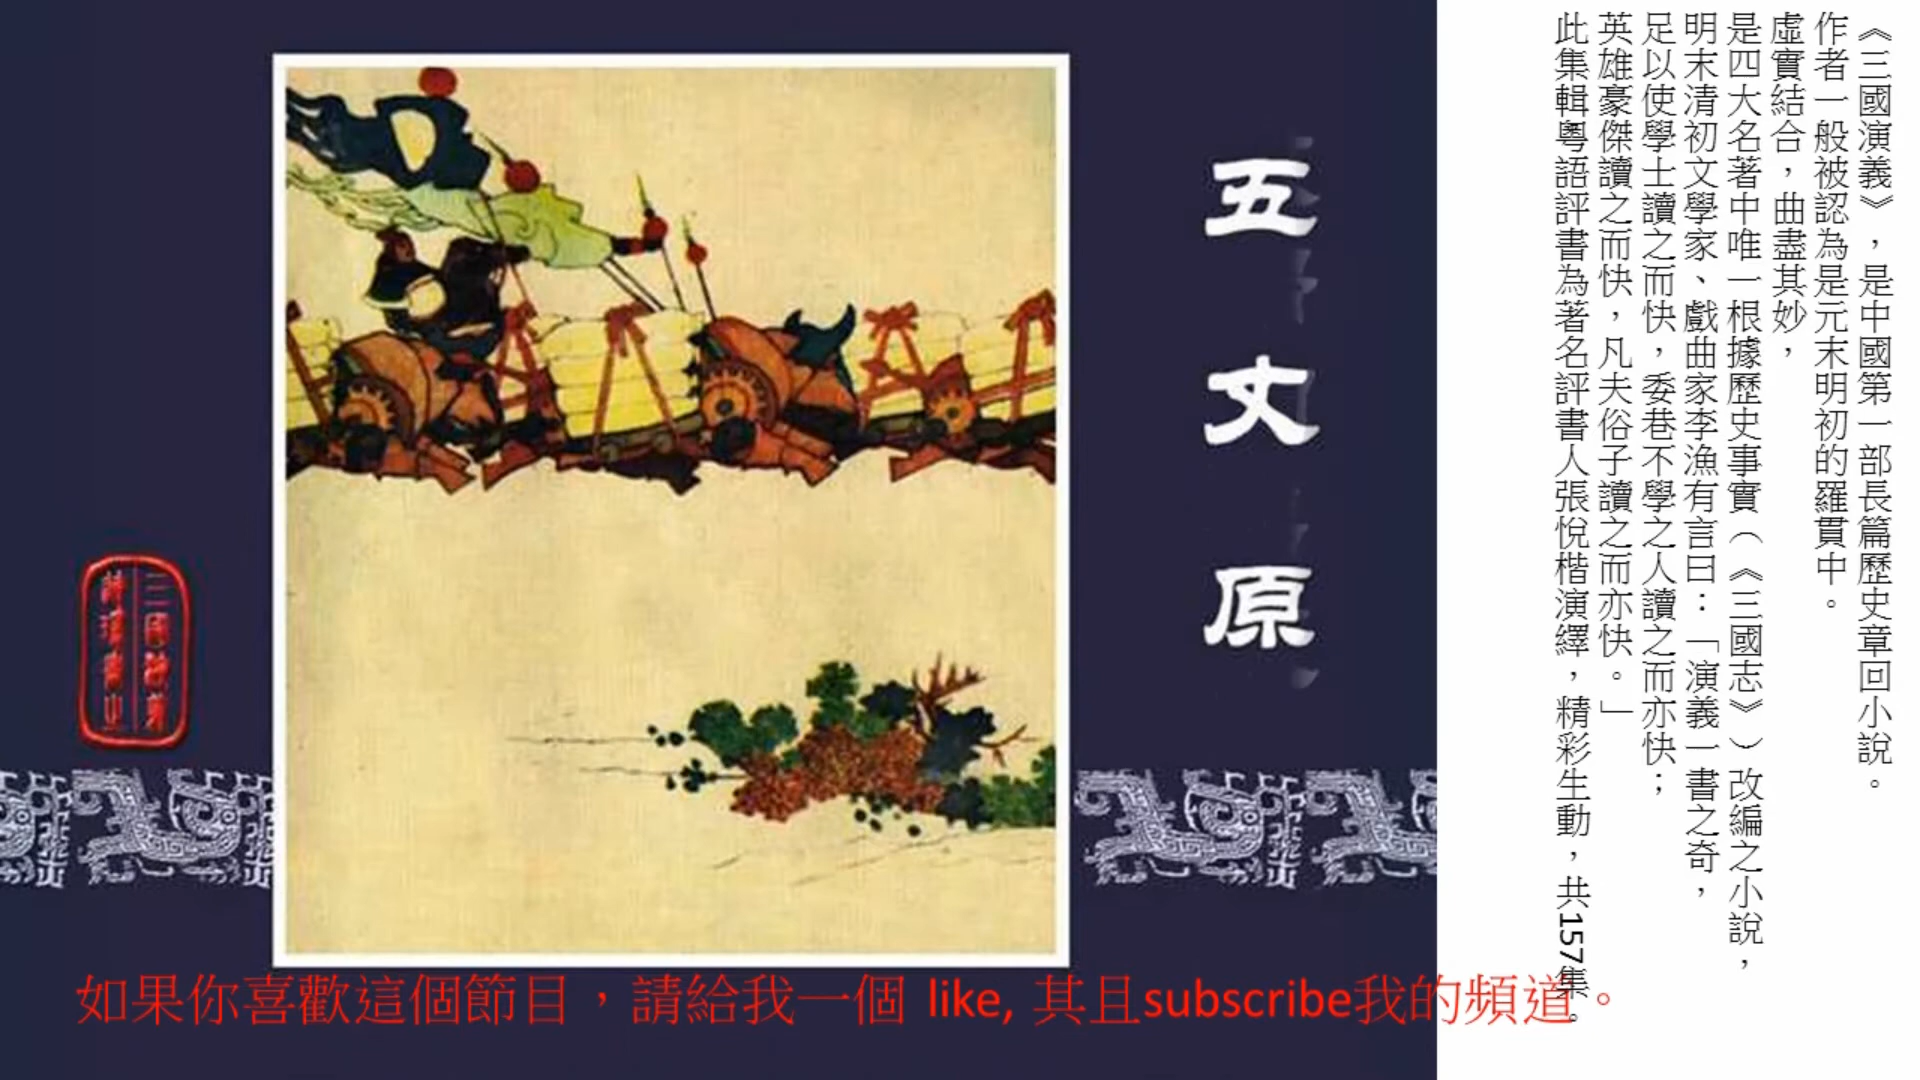 《三國演義》，是中國第一部長篇歷史章回小說。
作者一般被認為是元末明初的羅貫中。
虛實結合，曲盡其妙，
是四大名著中唯一根據歷史事實（《三國志》）改編之小說，
明末清初文學家、戲曲家李漁有言曰：「演義一書之奇，
足以使學士讀之而快，委巷不學之人讀之而亦快；
英雄豪傑讀之而快，凡夫俗子讀之而亦快。」
此集輯粵語評書為著名評書人張悅楷演繹，精彩生動，共157集。
五丈原
如果你喜歡這個節目，請給我一個 like, 其且subscribe我的頻道。